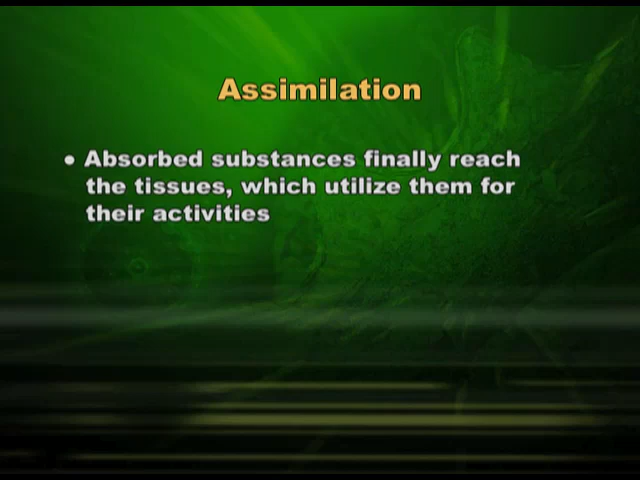 Assimilation
• Absorbed substances finally reach
the tissues, which utilize them for
their activities